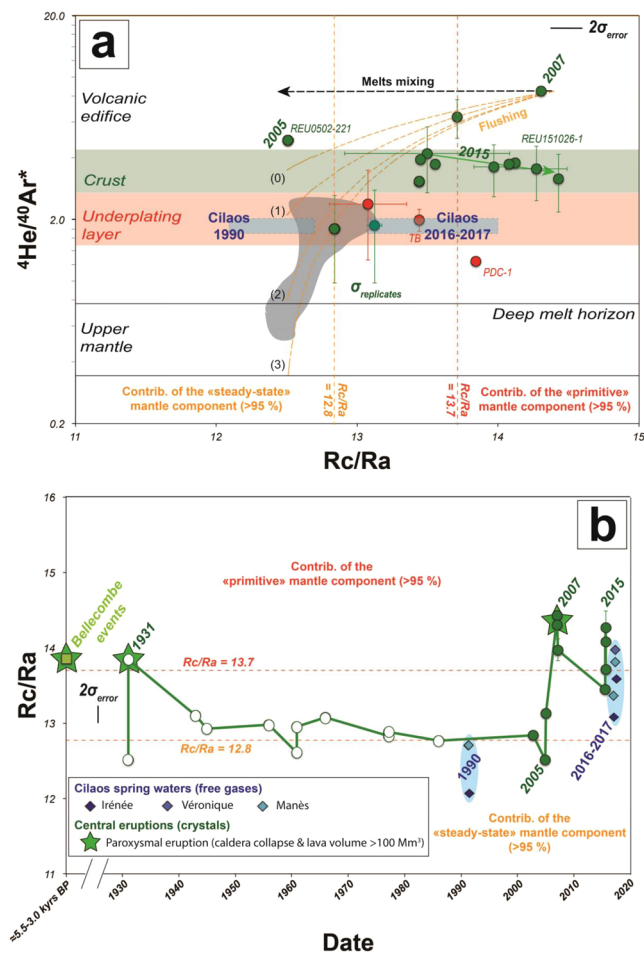 a
20.0
2σerror
Melts mixing
2007
Volcanic edifice
2005
REU0502-221
Flushing
REU151026-1
2015
Crust
(0)
⁴He/⁴⁰Ar*
2.0
Underplating layer
(1)
Cilaos 1990
Cilaos 2016-2017
TB
σreplicates
PDC-1
(2)
Upper mantle
Deep melt horizon
(3)
Contrib. of the «steady-state» mantle component (>95 %)
Rc/Ra = 12.8
Rc/Ra = 13.7
Contrib. of the «primitive» mantle component (>95 %)
0.2
11
12
13
14
15
Rc/Ra
b
16
15
14
13
12
11
Rc/Ra
Contrib. of the «primitive» mantle component (>95 %)
Bellecombe events
1931
2007
2015
Rc/Ra = 13.7
2σerror
Rc/Ra = 12.8
1990
2005
2016-2017
Cilaos spring waters (free gases)
Irénée
Véronique
Manès
Central eruptions (crystals)
Paroxysmal eruption (caldera collapse & lava volume >100 Mm³)
Contrib. of the «steady-state» mantle component (>95 %)
≈5.5-3.0 kyrs BP
1930
1940
1950
1960
1970
1980
1990
2000
2010
2020
Date